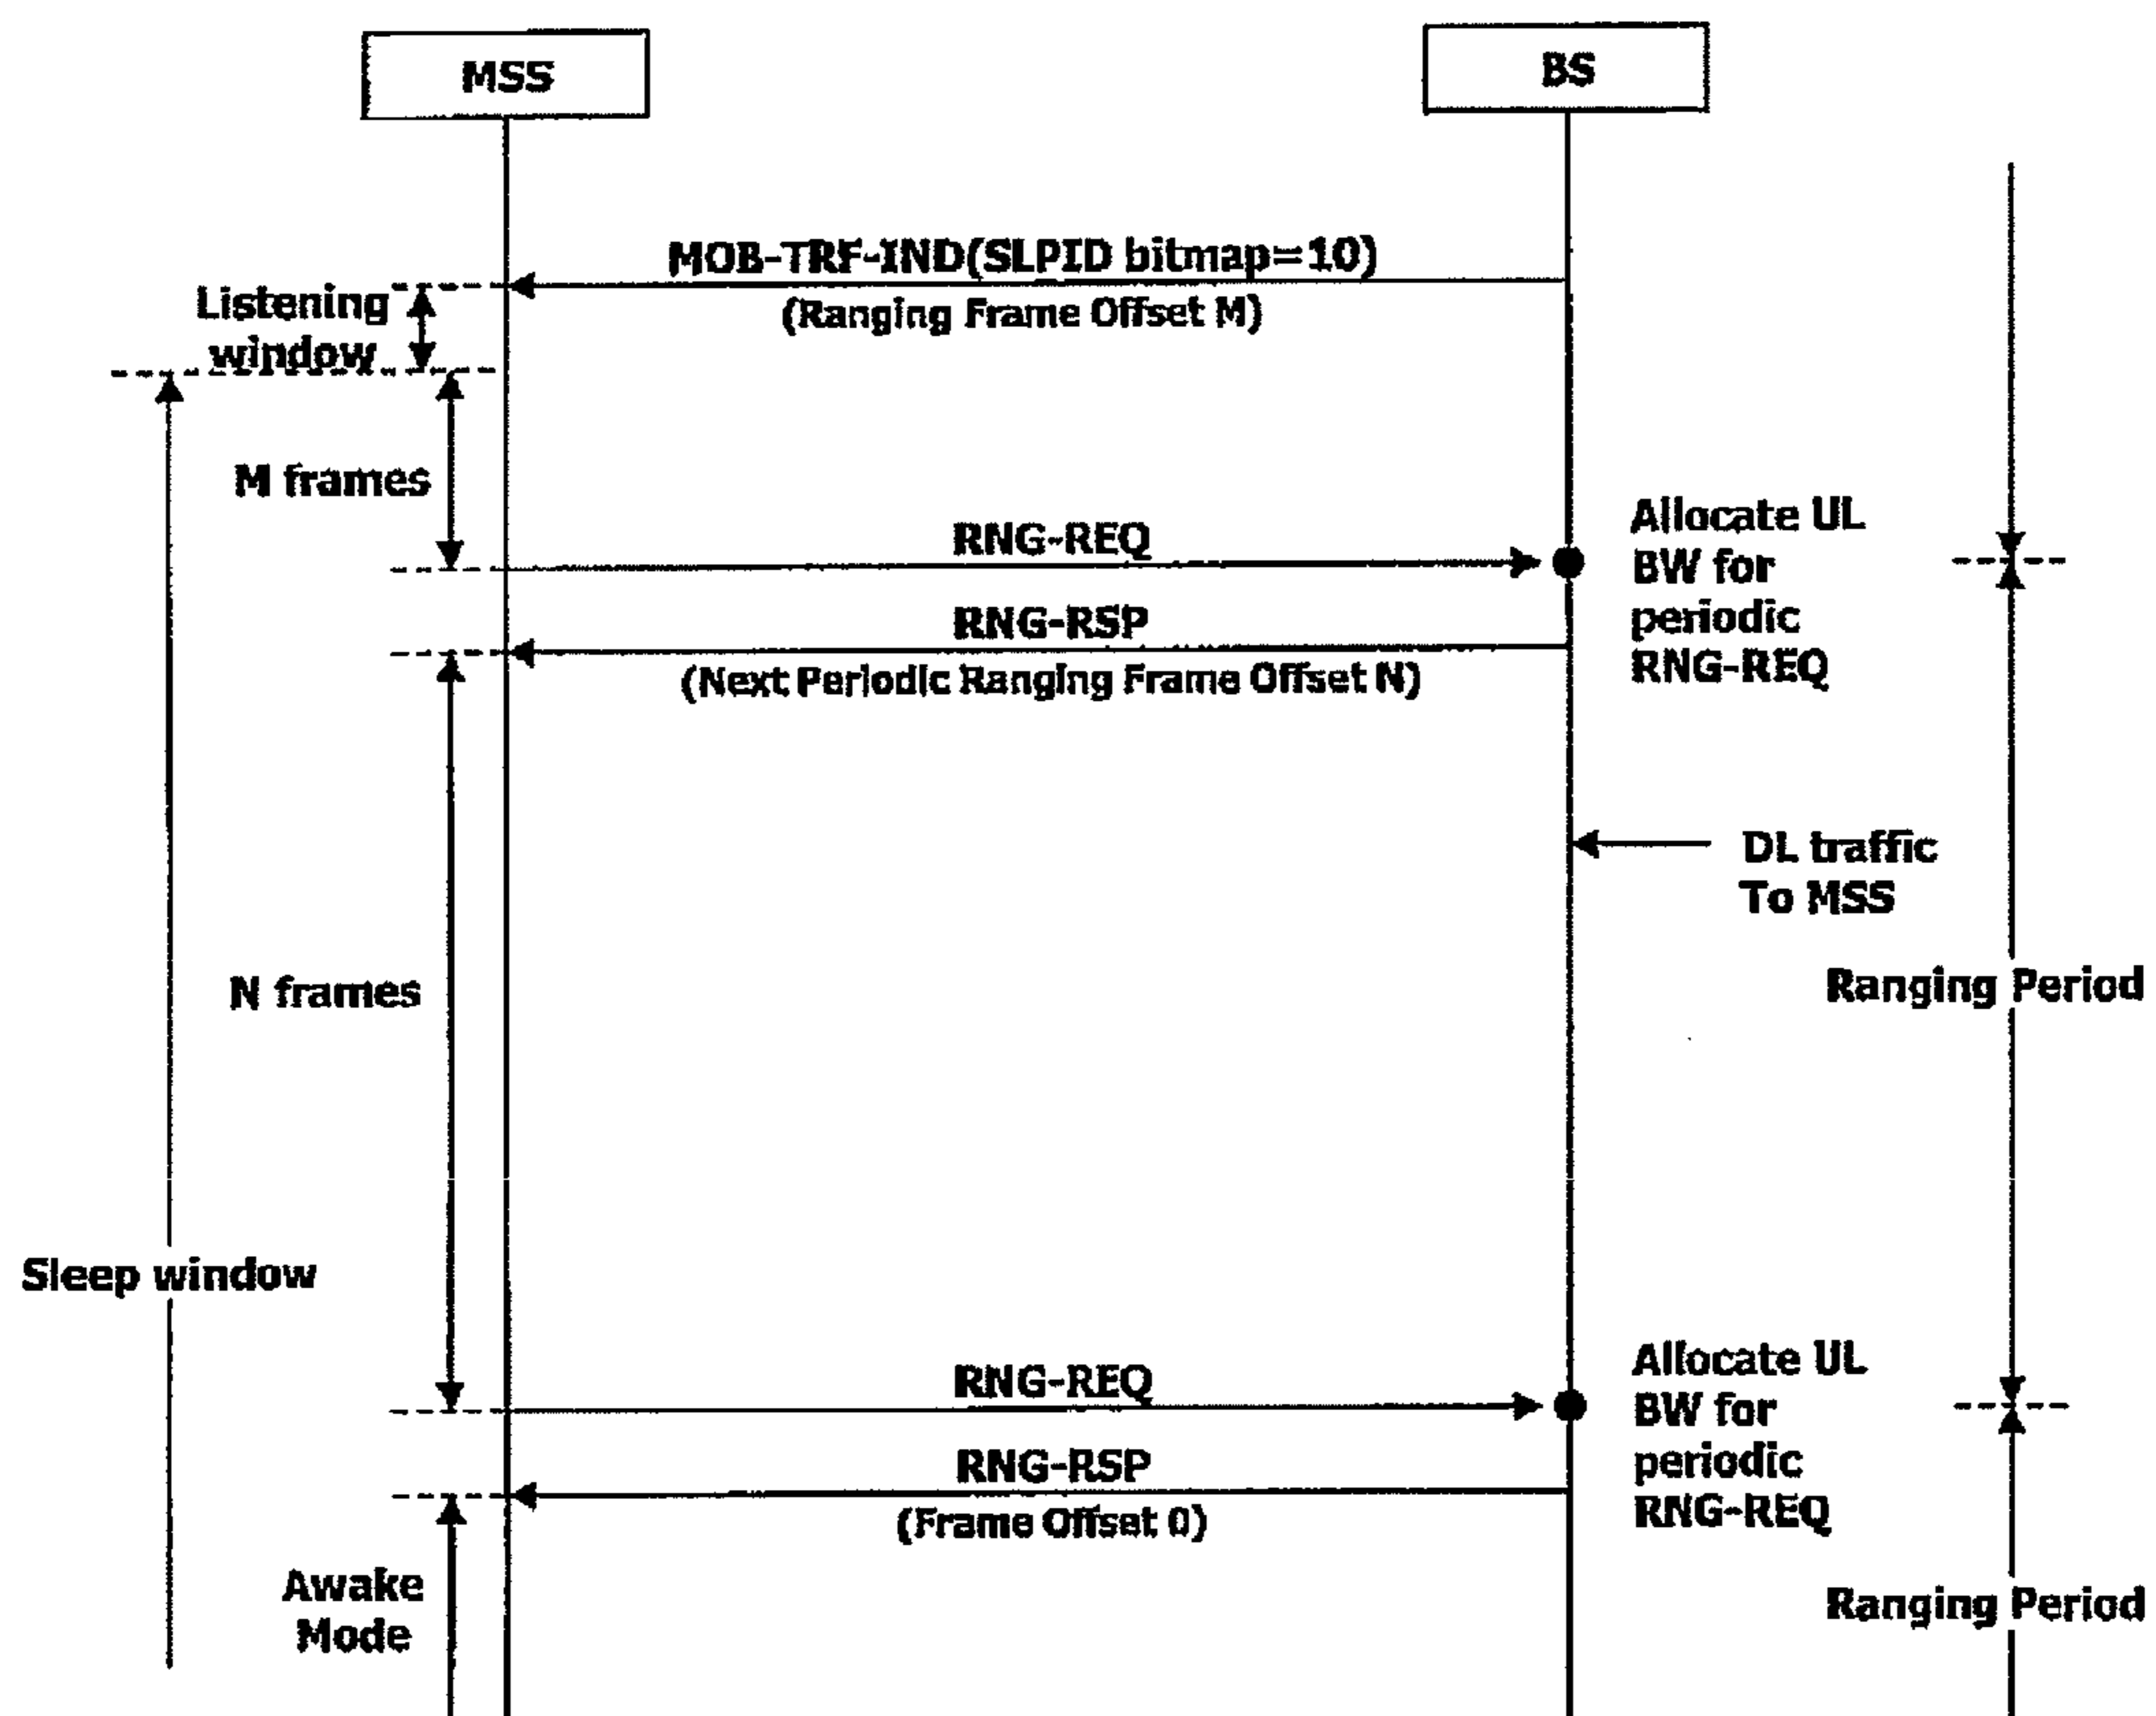 MSS
BS
MOB-TRF-IND(SLPID bitmap=10)
(Ranging Frame Offset M)
Listening
window
M frames
RNG-REQ
Allocate UL
BW for
periodic
RNG-REQ
RNG-RSP
(Next Periodic Ranging Frame Offset N)
DL traffic
To MSS
N frames
Ranging Period
Sleep window
RNG-REQ
Allocate UL
BW for
periodic
RNG-REQ
RNG-RSP
(Frame Offset 0)
Awake
Mode
Ranging Period